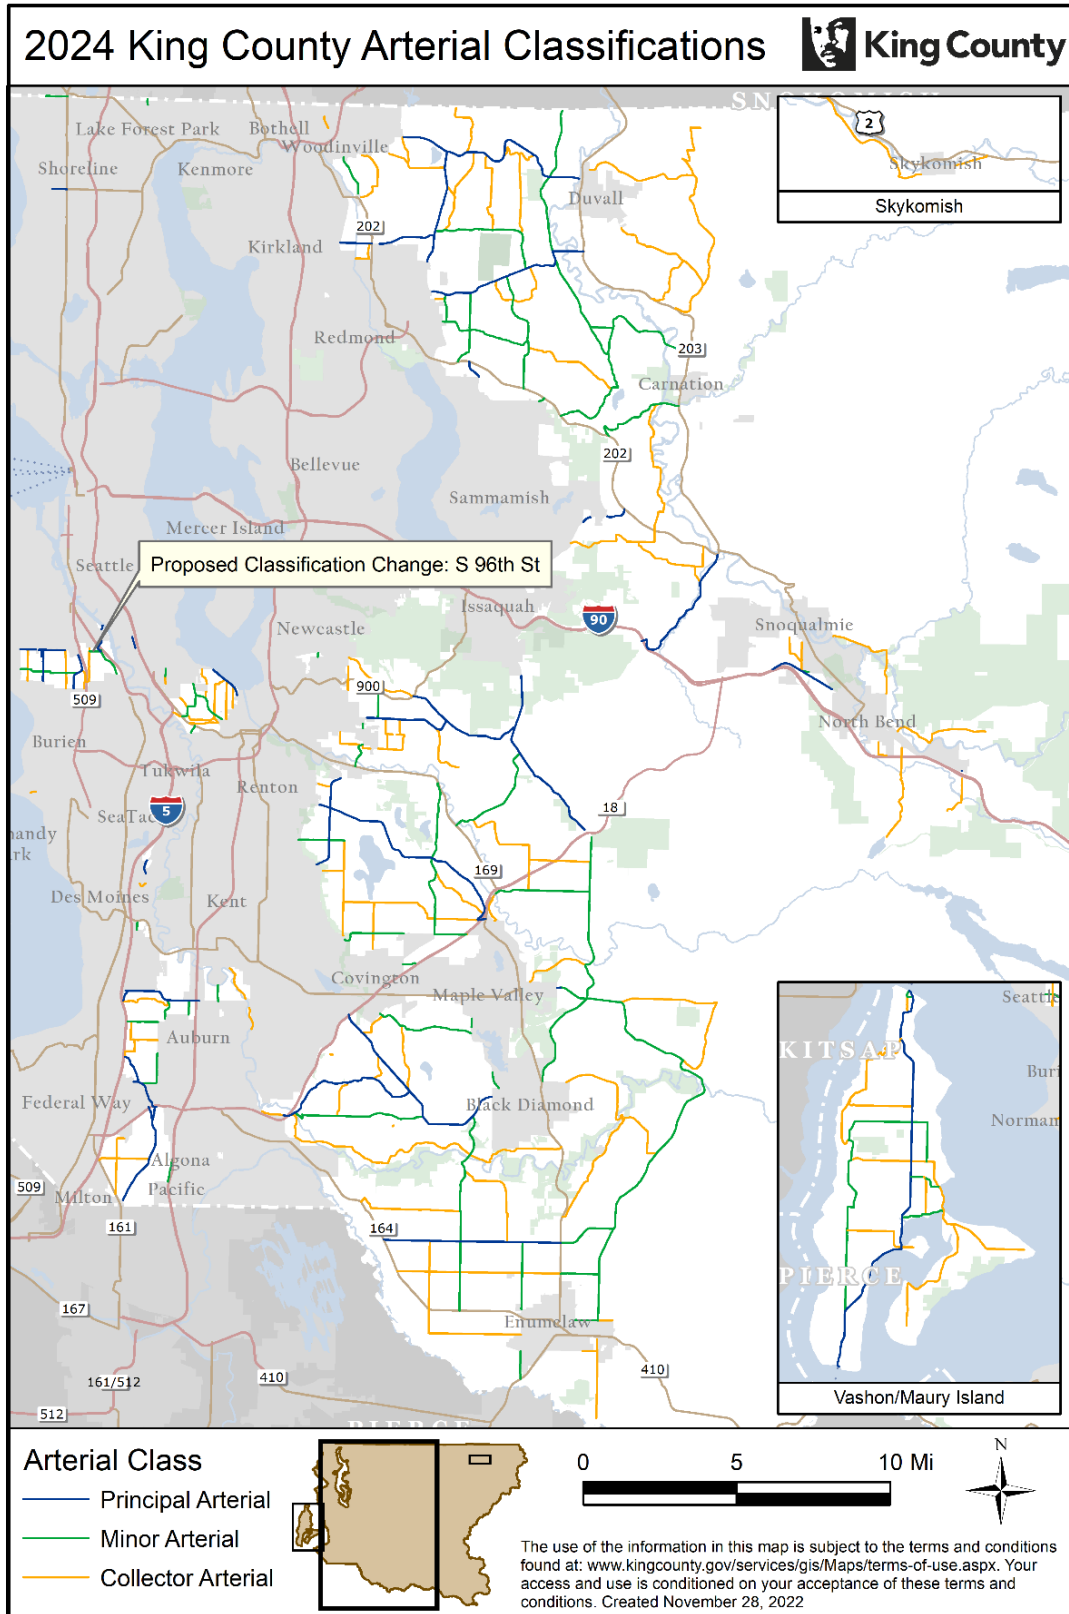 2024 King County Arterial Classifications
King County
SNOHOMISH
2
Skykomish
Skykomish
Lake Forest Park
Bothell
Woodinville
Shoreline
Kenmore
Duvall
202
Kirkland
Redmond
203
Carnation
202
Bellevue
Sammamish
Mercer Island
Seattle
Proposed Classification Change: S 96th St
Issaquah
90
Newcastle
Snoqualmie
900
509
North Bend
Burien
Tukwila
Renton
SeaTac
5
18
andy
rk
169
Des Moines
Kent
Covington
Maple Valley
Seattle
Auburn
KITSAP
Buri
Federal Way
Black Diamond
Norman
Algona
Pacific
509
Milton
161
164
PIERCE
167
Enumclaw
161/512
410
410
Vashon/Maury Island
512
PIERCE
Arterial Class
Principal Arterial
Minor Arterial
Collector Arterial
0 5 10 Mi
N
The use of the information in this map is subject to the terms and conditions
found at: www.kingcounty.gov/services/gis/Maps/terms-of-use.aspx. Your
access and use is conditioned on your acceptance of these terms and
conditions. Created November 28, 2022